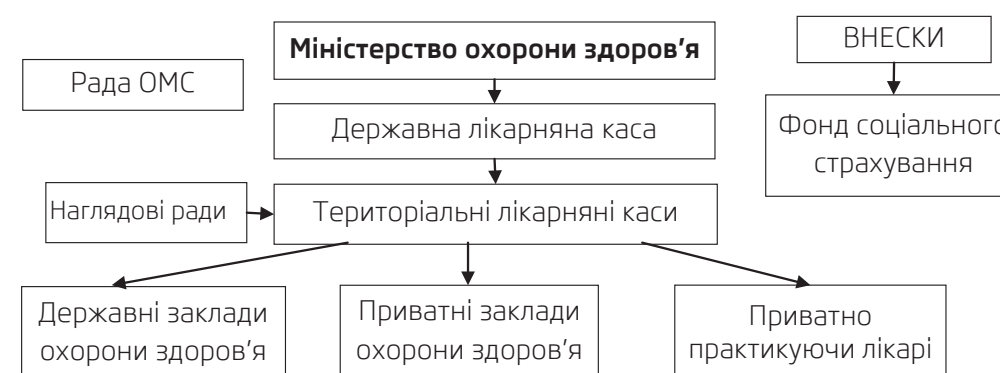 Міністерство охорони здоров’я
ВНЕСКИ
Рада ОМС
Державна лікарняна каса
Фонд соціального
страхування
Наглядові ради
Територіальні лікарняні каси
Державні заклади
охорони здоров’я
Приватні заклади
охорони здоров’я
Приватно
практикуючи лікарі